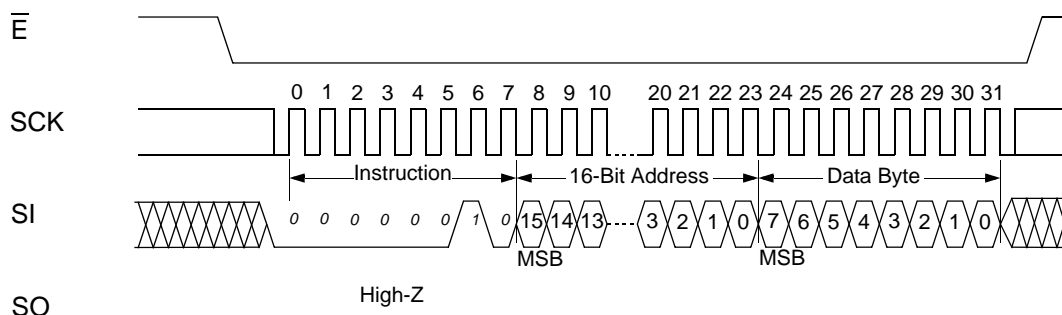 E
0 1 2 3 4 5 6 7 8 9 10 20 21 22 23 24 25 26 27 28 29 30 31
SCK
Instruction 16-Bit Address Data Byte
SI 0 0 0 0 0 0 1 0 15 14 13 3 2 1 0 7 6 5 4 3 2 1 0
MSB MSB
High-Z
SO